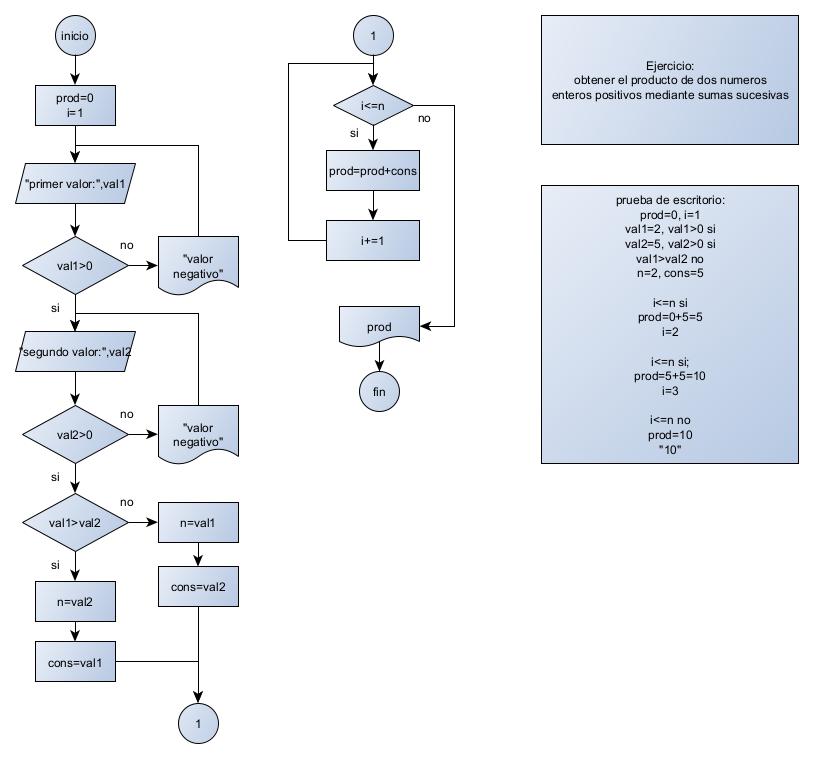 inicio
prod=0
i=1
"primer valor:",val1
val1>0
no
"valor
negativo"
si
"segundo valor:",val2
val2>0
no
"valor
negativo"
si
val1>val2
no
n=val1
cons=val2
si
n=val2
cons=val1
1
1
i<=n
no
si
prod=prod+cons
i+=1
prod
fin
Ejercicio:
obtener el producto de dos numeros
enteros positivos mediante sumas sucesivas
prueba de escritorio:
prod=0, i=1
val1=2, val1>0 si
val2=5, val2>0 si
val1>val2 no
n=2, cons=5
i<=n si
prod=0+5=5
i=2
i<=n si;
prod=5+5=10
i=3
i<=n no
prod=10
"10"